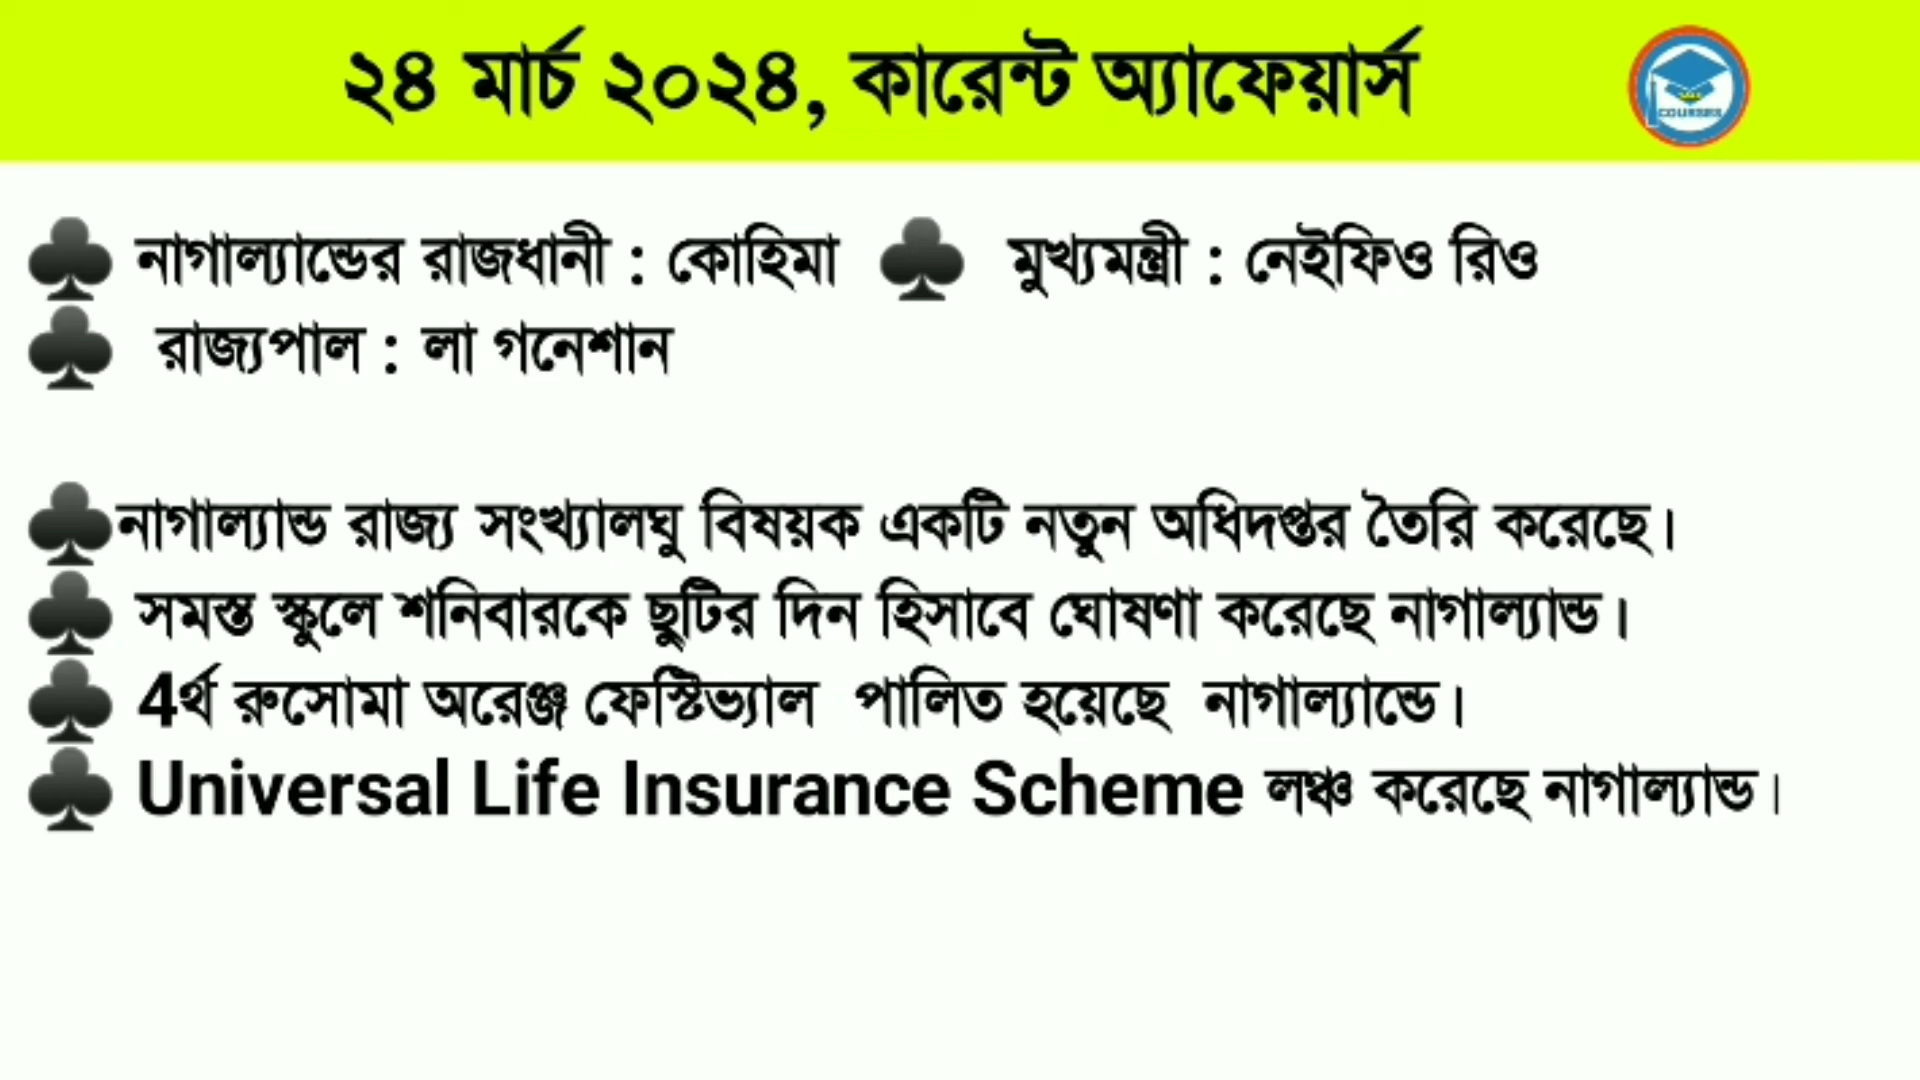 ২৪ মার্চ ২০২৪, কারেন্ট অ্যাফেয়ার্স
COURSES
♣ নাগাল্যান্ডের রাজধানী : কোহিমা ♣ মুখ্যমন্ত্রী : নেইফিও রিও
♣ রাজ্যপাল : লা গনেশান
♣নাগাল্যান্ড রাজ্য সংখ্যালঘু বিষয়ক একটি নতুন অধিদপ্তর তৈরি করেছে।
♣ সমস্ত স্কুলে শনিবারকে ছুটির দিন হিসাবে ঘোষণা করেছে নাগাল্যান্ড।
♣ 4র্থ রুসোমা অরেঞ্জ ফেস্টিভ্যাল পালিত হয়েছে নাগাল্যান্ডে।
♣ Universal Life Insurance Scheme লঞ্চ করেছে নাগাল্যান্ড।